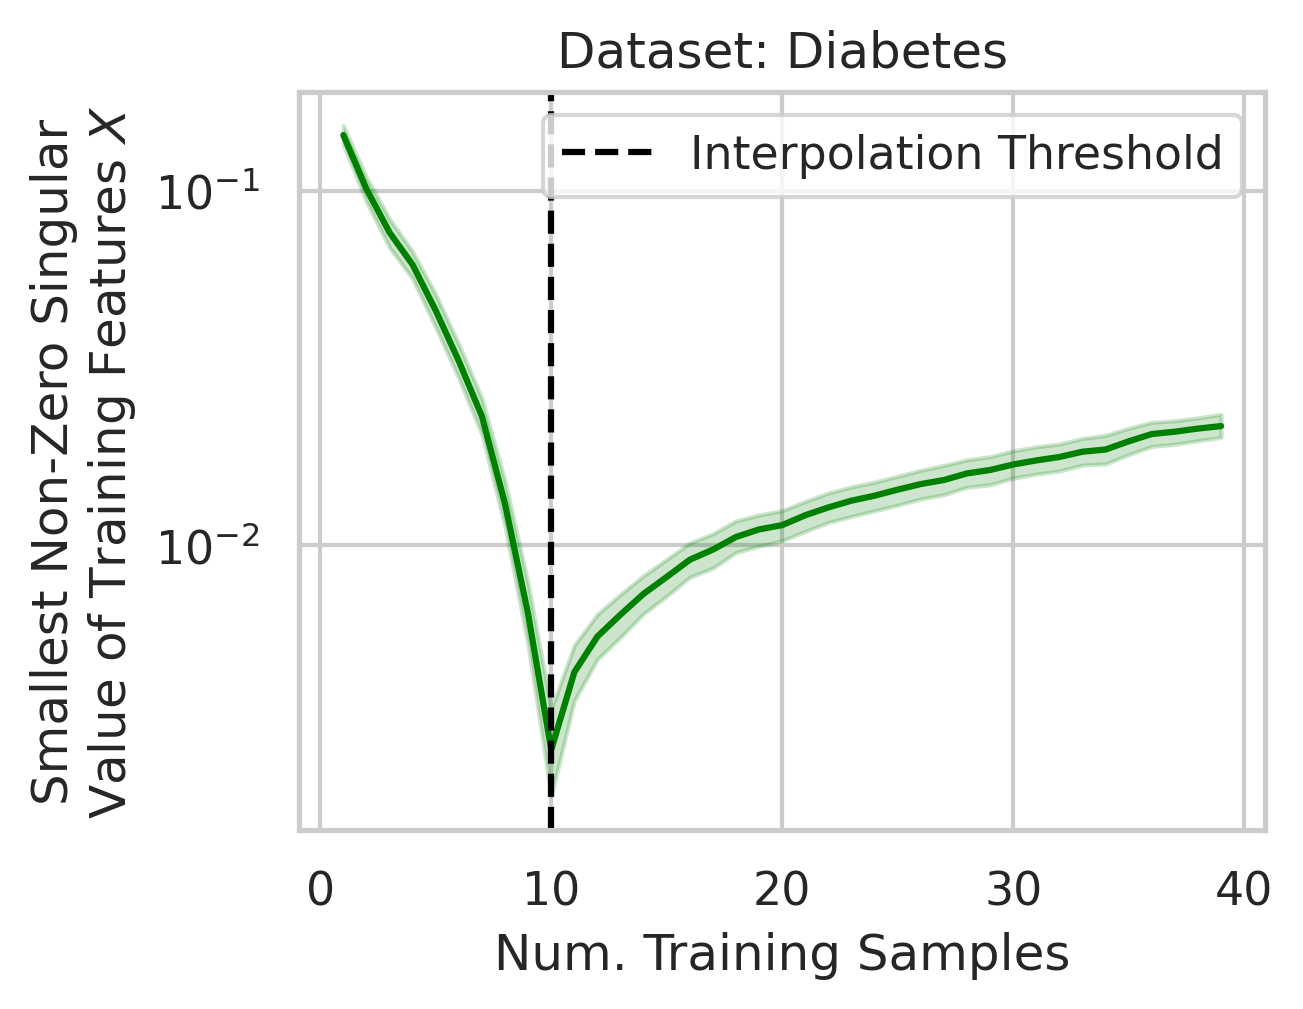 Dataset: Diabetes
Interpolation Threshold
Smallest Non-Zero Singular
Value of Training Features X
10⁻¹
10⁻²
0 10 20 30 40
Num. Training Samples